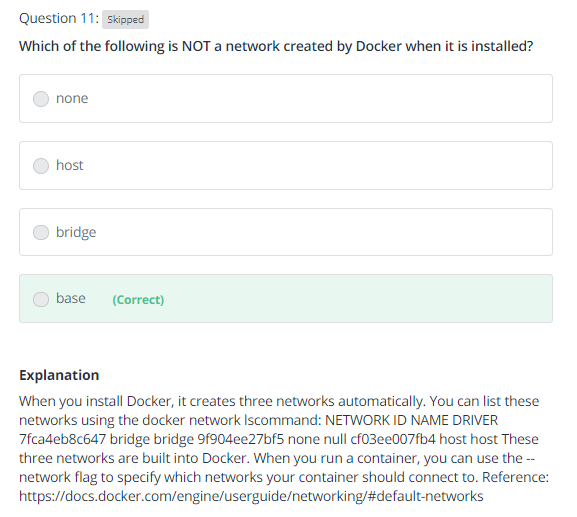 Question 11: Skipped
Which of the following is NOT a network created by Docker when it is installed?
none
host
bridge
base (Correct)
Explanation
When you install Docker, it creates three networks automatically. You can list these
networks using the docker network lscommand: NETWORK ID NAME DRIVER
7fca4eb8c647 bridge bridge 9f904ee27bf5 none null cf03ee007fb4 host host These
three networks are built into Docker. When you run a container, you can use the --
network flag to specify which networks your container should connect to. Reference:
https://docs.docker.com/engine/userguide/networking/#default-networks